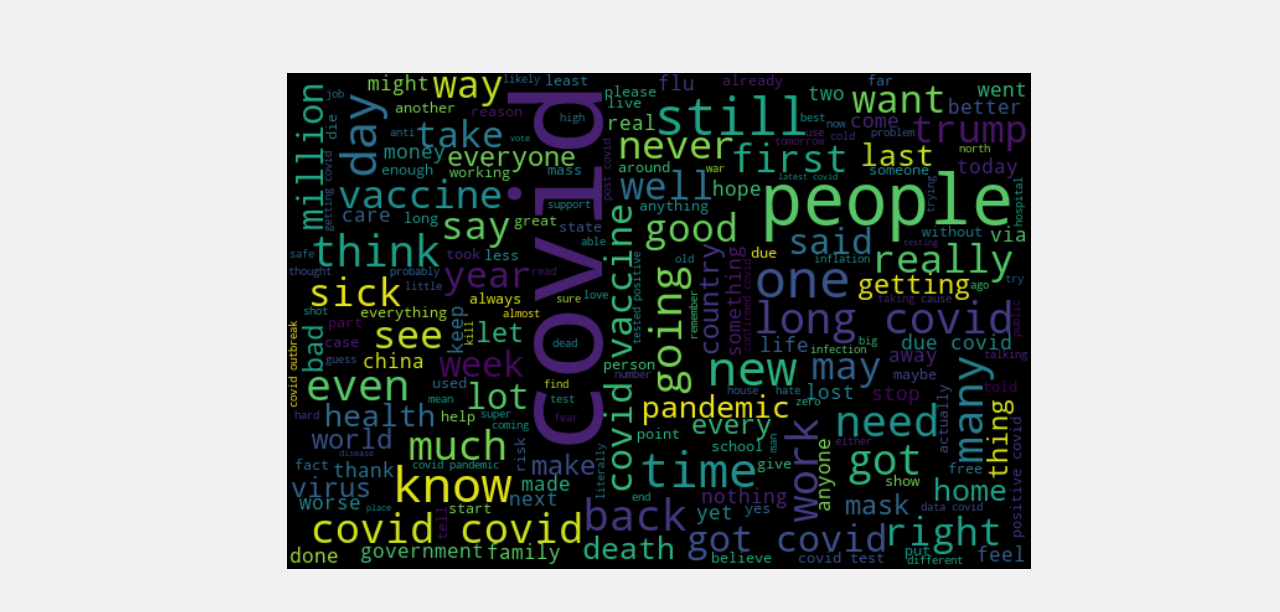 might way likely least flu already far went
million job day another reason please live two want better
die anti take covid high real still best now come trump
money everyone never use cold problem first tomorrow last north today
enough working mass around war someone
getting covid vaccine post covid well hope latest covid people trying hospital
care long say great support state anything good said without via
safe think took less able due inflation testing really
thought probably little year read old country something one getting ago try
sick always sure love tested positive going remember confirmed covid taking cause
shot everything almost covid vaccine long covid public
part see keep kill let dead life big due covid
covid outbreak bad case guess china week person new infection may away talking
even used lot find number house hate lost maybe stop told
mean test pandemic zero many thing
hard health help super coming fear every need actually
world much point school man either
disease risk literally work anyone got free
fact thank covid pandemic make time give show positive covid
virus know made nothing mask home
worse place next end yet yes data covid
covid covid start tell back right
done government family death got covid put feel
believe covid test different